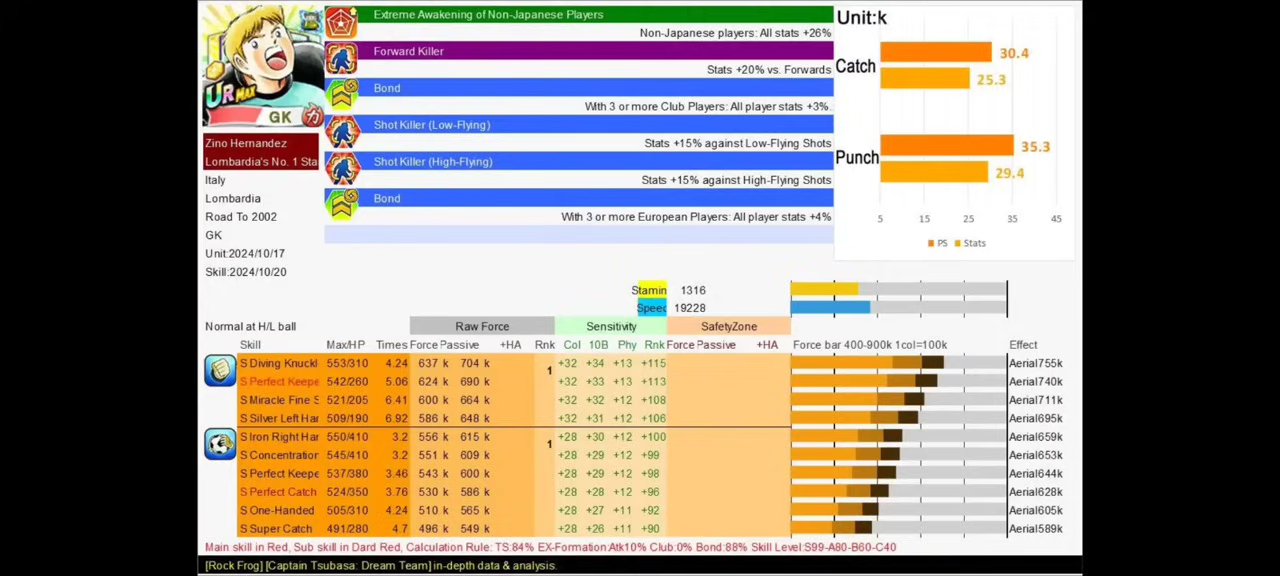 Extreme Awakening of Non-Japanese Players
Non-Japanese players: All stats +26%
Forward Killer
Stats +20% vs. Forwards
Bond
With 3 or more Club Players: All player stats +3%
Shot Killer (Low-Flying)
Stats +15% against Low-Flying Shots
Shot Killer (High-Flying)
Stats +15% against High-Flying Shots
Bond
With 3 or more European Players: All player stats +4%
UR MAX
GK 力
Zino Hernandez
Lombardia's No. 1 Sta
Italy
Lombardia
Road To 2002
GK
Unit:2024/10/17
Skill:2024/10/20
Unit:k
Catch 30.4
25.3
Punch 35.3
29.4
5 15 25 35 45
PS Stats
Stamin 1316
Speed 19228
Normal at H/L ball Raw Force Sensitivity SafetyZone
Skill Max/HP Times Force Passive +HA Rnk Col 10B Phy Rnk Force Passive +HA Force bar 400-900k 1col=100k Effect
S Diving Knuckl 553/310 4.24 637 k 704 k 1 +32 +34 +13 +115 Aerial755k
S Perfect Keepe 542/260 5.06 624 k 690 k +32 +33 +13 +113 Aerial740k
S Miracle Fine S 521/205 6.41 600 k 664 k +32 +32 +12 +108 Aerial711k
S Silver Left Har 509/190 6.92 586 k 648 k +32 +31 +12 +106 Aerial695k
S Iron Right Har 550/410 3.2 556 k 615 k 1 +28 +30 +12 +100 Aerial659k
S Concentration 545/410 3.2 551 k 609 k +28 +29 +12 +99 Aerial653k
S Perfect Keepe 537/380 3.46 543 k 600 k +28 +29 +12 +98 Aerial644k
S Perfect Catch 524/350 3.76 530 k 586 k +28 +28 +12 +96 Aerial628k
S One-Handed 505/310 4.24 510 k 565 k +28 +27 +11 +92 Aerial605k
S Super Catch 491/280 4.7 496 k 549 k +28 +26 +11 +90 Aerial589k
Main skill in Red, Sub skill in Dard Red, Calculation Rule: TS:84% EX-Formation:Atk10% Club:0% Bond:88% Skill Level:S99-A80-B60-C40
[Rock Frog] [Captain Tsubasa: Dream Team] in-depth data & analysis.